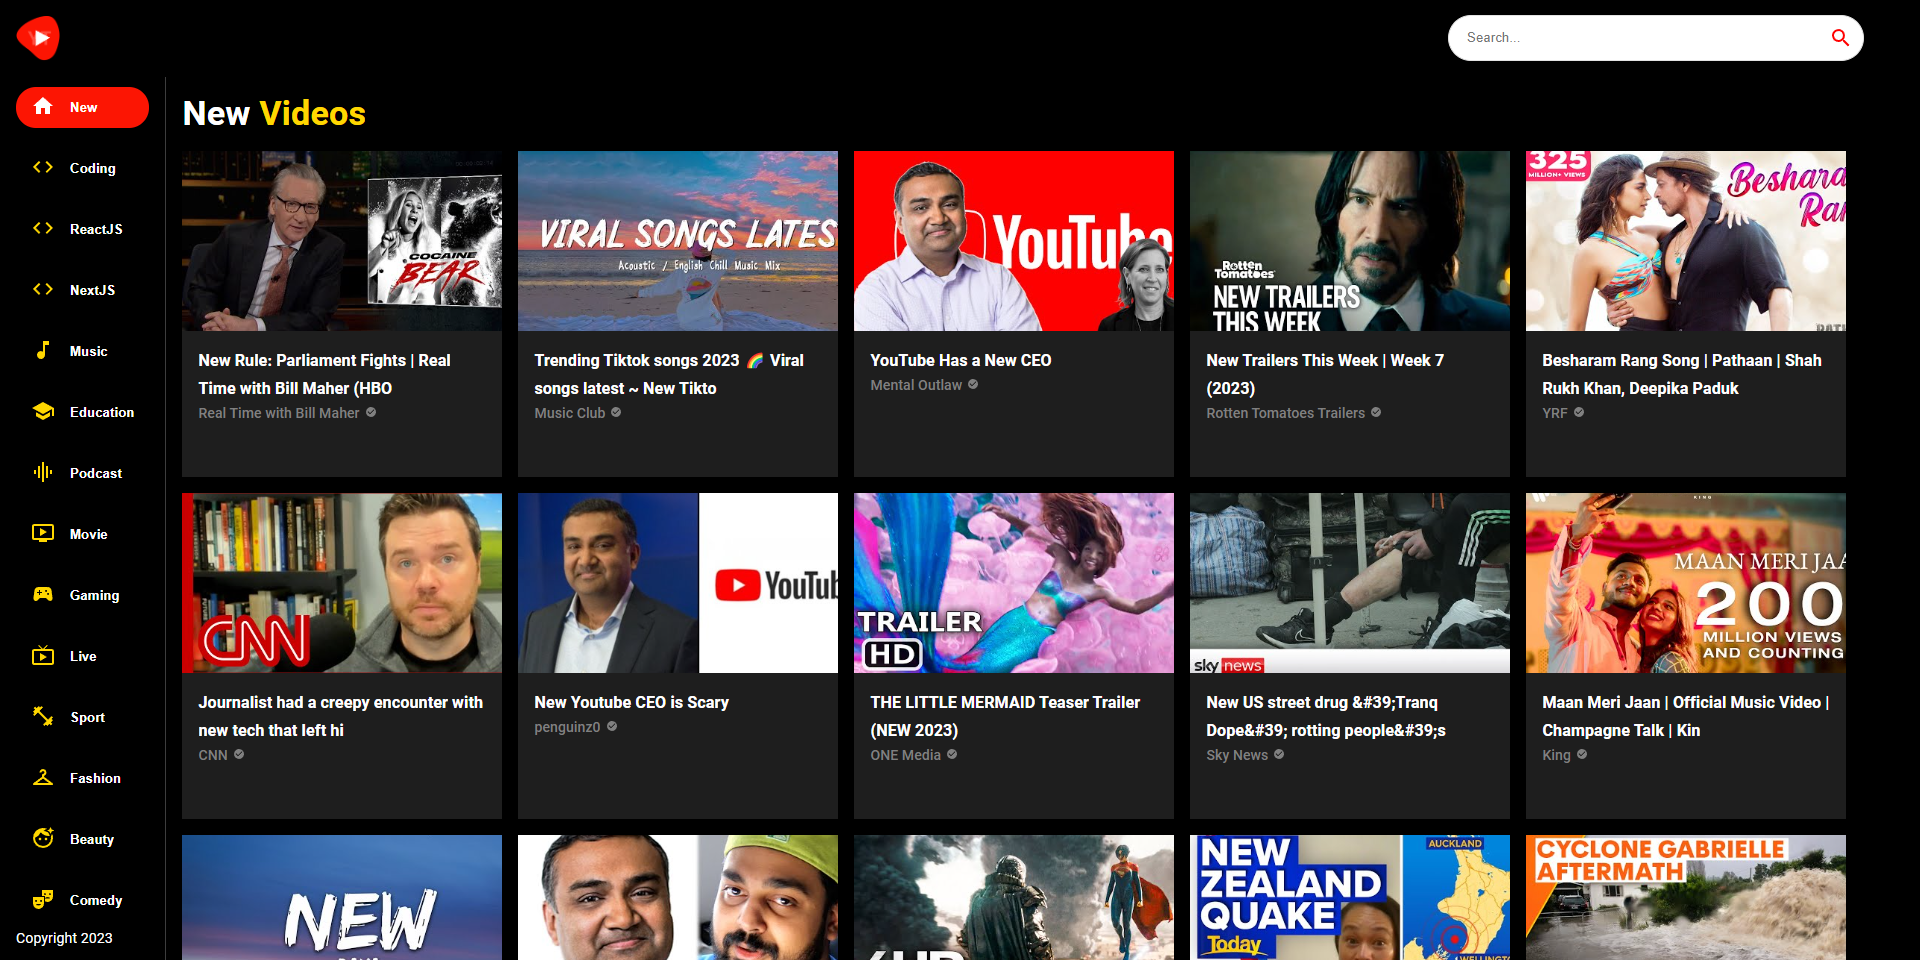 Search...
New
Coding
ReactJS
NextJS
Music
Education
Podcast
Movie
Gaming
Live
Sport
Fashion
Beauty
Comedy
Copyright 2023
New Videos
COCAINE
BEAR
New Rule: Parliament Fights | Real
Time with Bill Maher (HBO
Real Time with Bill Maher
VIRAL SONGS LATES
Acoustic / English Chill Music Mix
Trending Tiktok songs 2023 🌈 Viral
songs latest ~ New Tikto
Music Club
YouTube
YouTube Has a New CEO
Mental Outlaw
Rotten
Tomatoes
NEW TRAILERS
THIS WEEK
New Trailers This Week | Week 7
(2023)
Rotten Tomatoes Trailers
325
MILLION+ VIEWS
Beshara
Ran
Besharam Rang Song | Pathaan | Shah
Rukh Khan, Deepika Paduk
YRF
CNN
Journalist had a creepy encounter with
new tech that left hi
CNN
YouTub
New Youtube CEO is Scary
penguinz0
TRAILER
HD
THE LITTLE MERMAID Teaser Trailer
(NEW 2023)
ONE Media
sky news
New US street drug &#39;Tranq
Dope&#39; rotting people&#39;s
Sky News
KING
MAAN MERI JAA
200
MILLION VIEWS
AND COUNTING
Maan Meri Jaan | Official Music Video |
Champagne Talk | Kin
King
NEW
NEW
ZEALAND
QUAKE
Today
AUCKLAND
WELLINGT
CYCLONE GABRIELLE
AFTERMATH